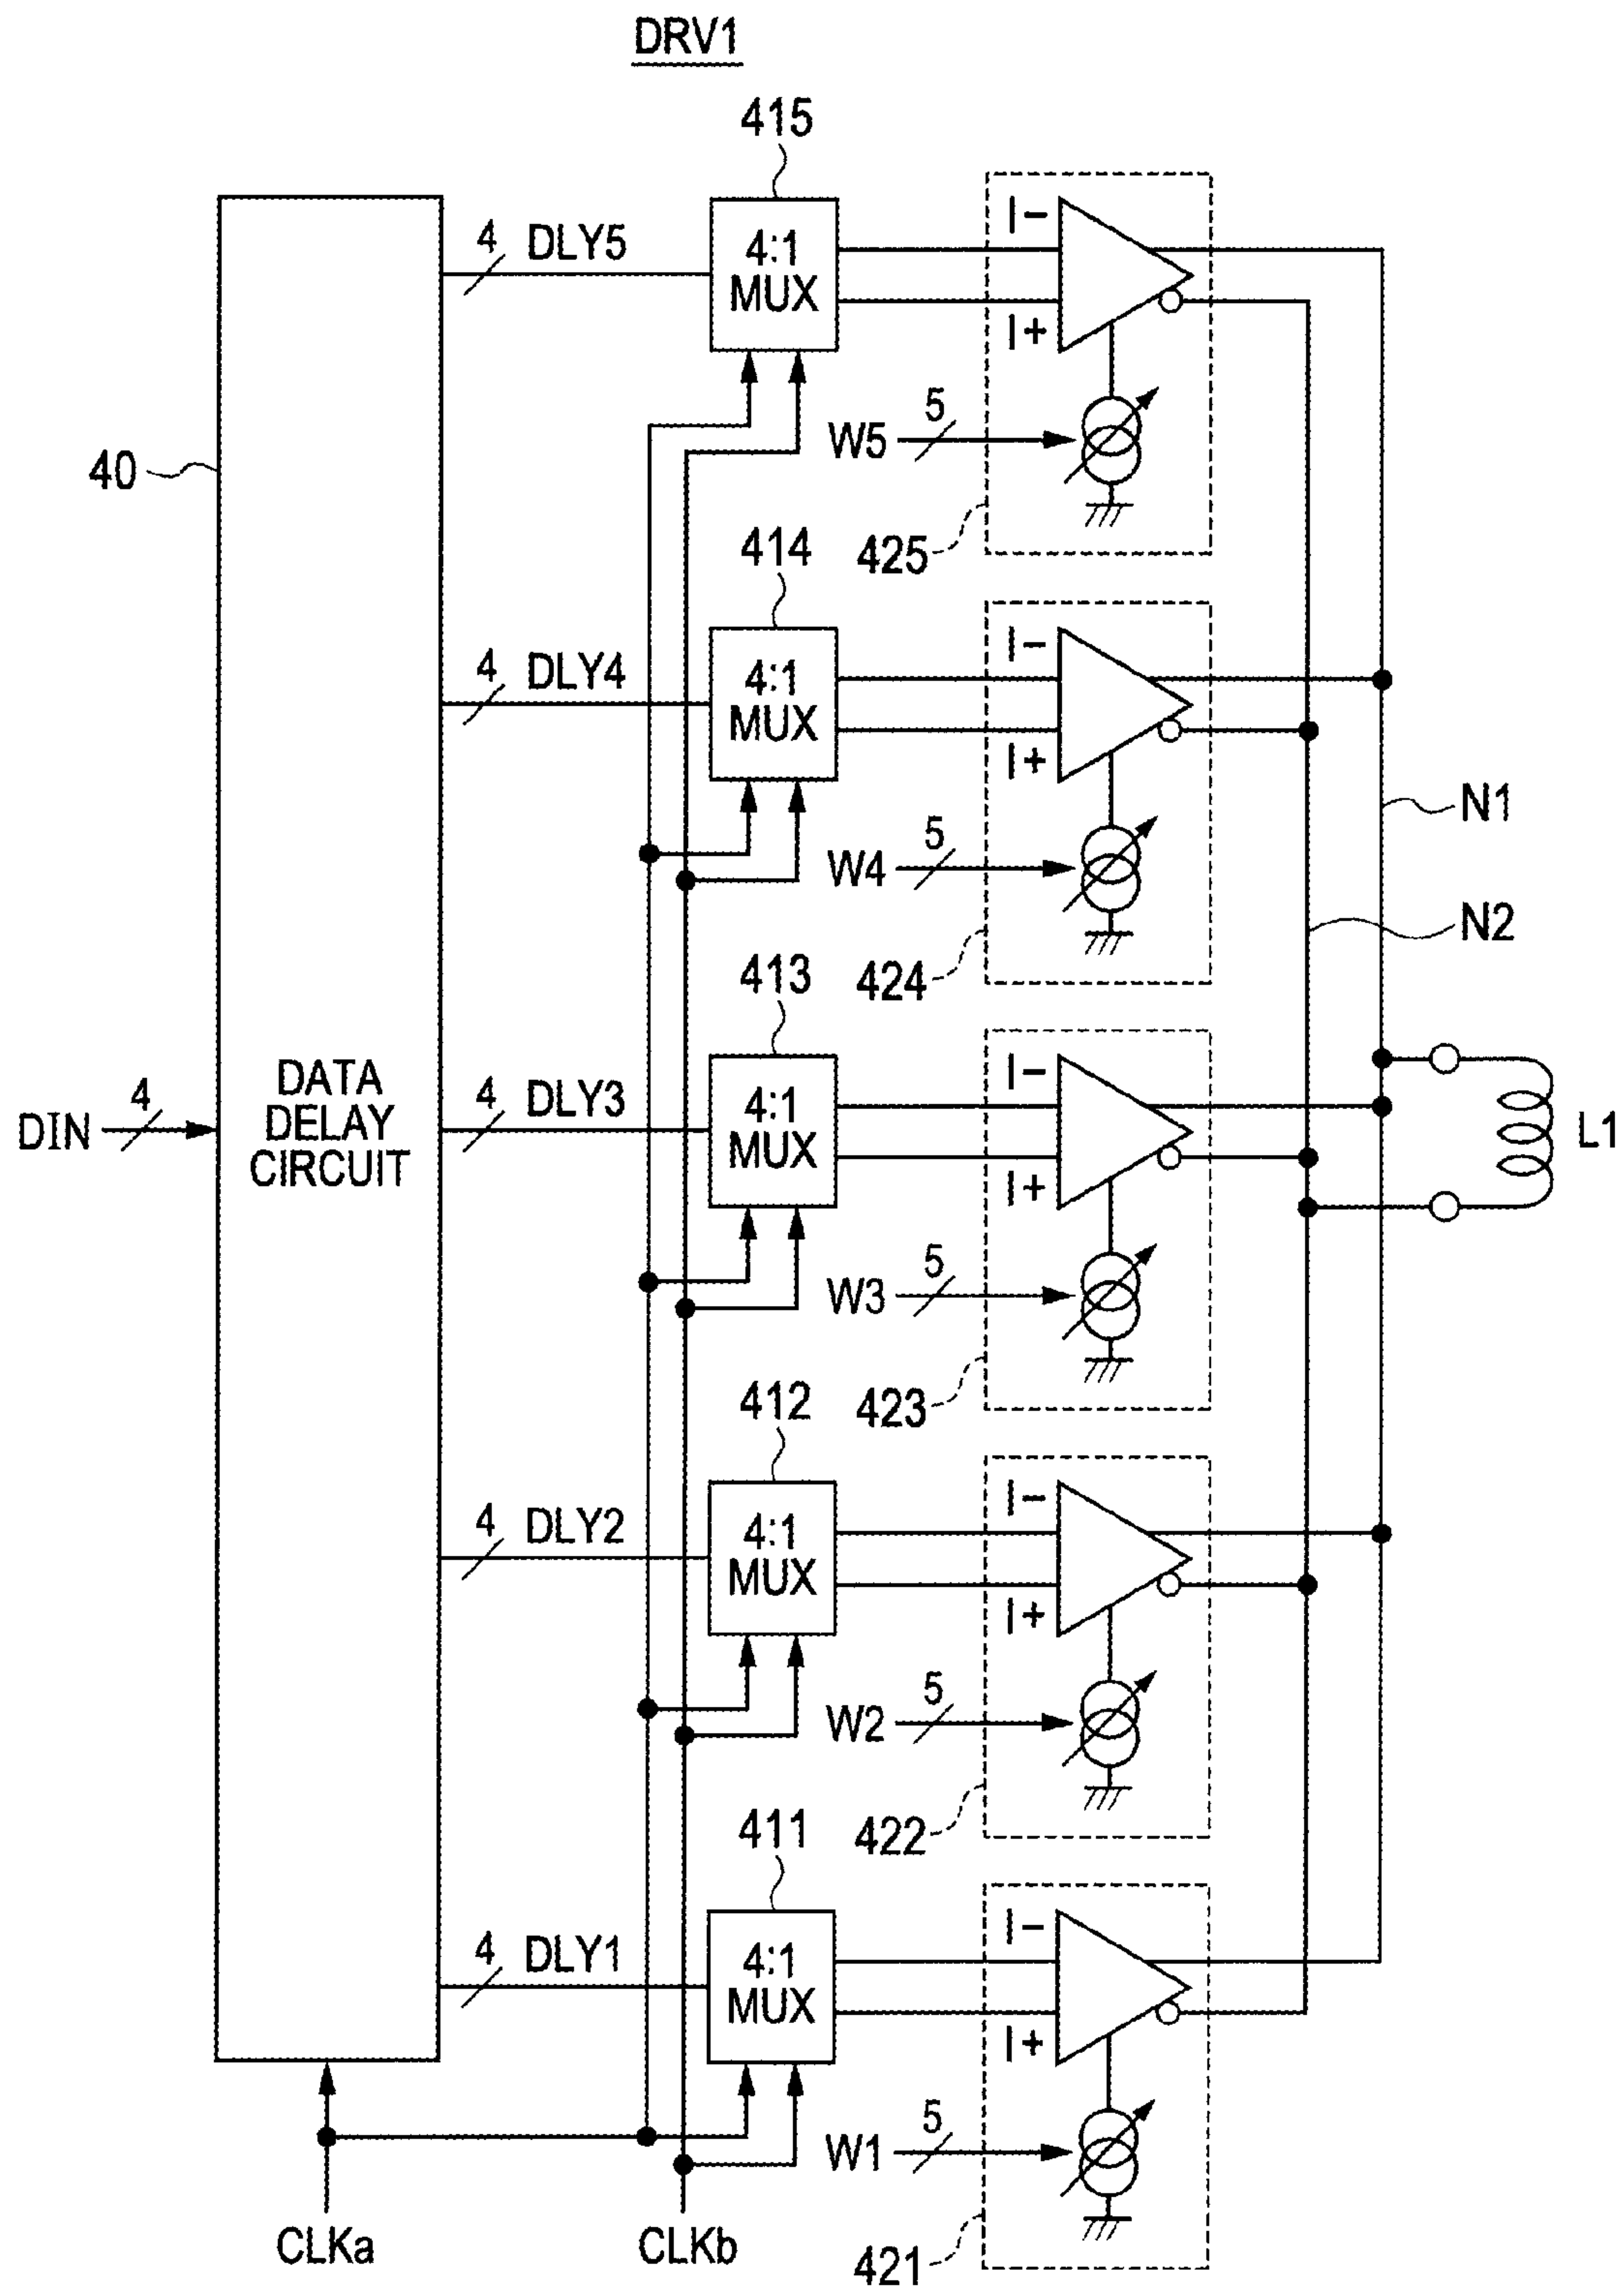 DRV1
415
4 DLY5
4:1
MUX
I-
I+
5
W5
40
425
414
4 DLY4
4:1
MUX
I-
I+
N1
5
W4
N2
424
413
DATA
DELAY
CIRCUIT
4
DIN
4 DLY3
4:1
MUX
I-
I+
L1
5
W3
423
412
4 DLY2
4:1
MUX
I-
I+
5
W2
422
411
4 DLY1
4:1
MUX
I-
I+
5
W1
CLKa
CLKb
421